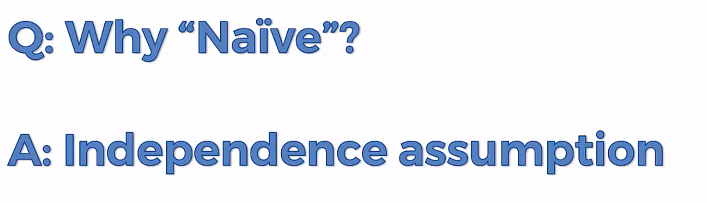 Q: Why “Naïve”?
A: Independence assumption